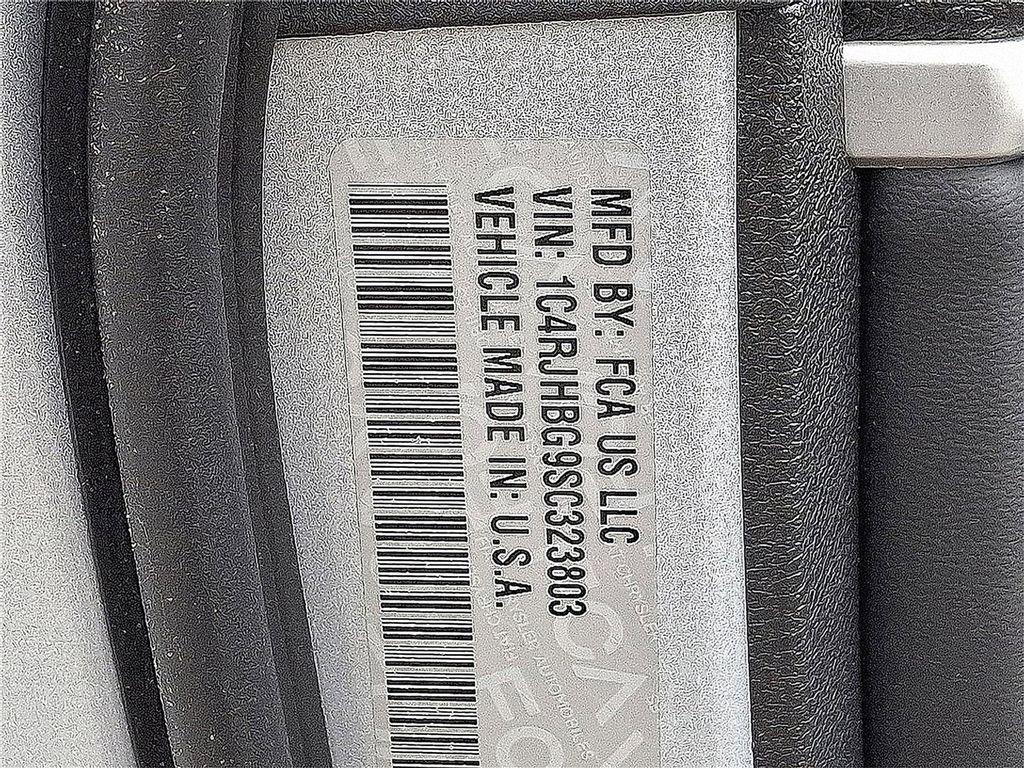 MFD BY: FCA US LLC
VIN: 1C4RJHBG9SC323803
VEHICLE MADE IN: U.S.A.